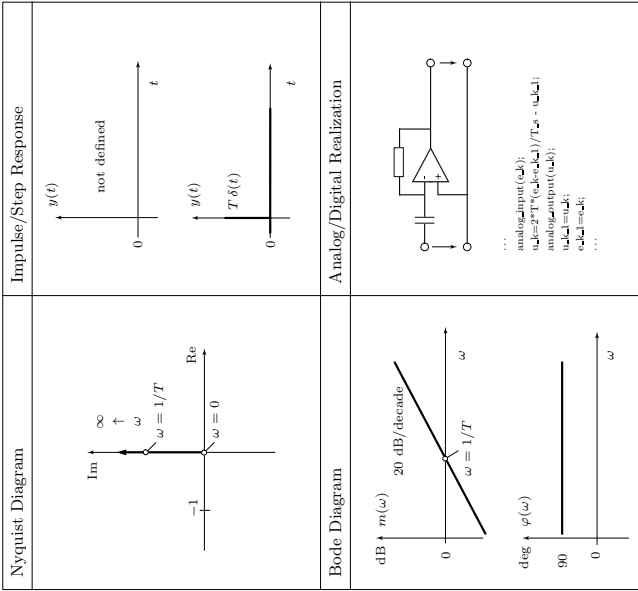 Nyquist Diagram
Im
∞
↑
ω
ω = 1/T
ω = 0
−1
Re
Impulse/Step Response
y(t)
not defined
0
t
y(t)
T δ(t)
0
t
Bode Diagram
dB
m(ω)
20 dB/decade
0
ω = 1/T
ω
deg
φ(ω)
90
0
ω
Analog/Digital Realization
-
+
...
analog_input(e_k);
u_k=2*T*(e_k-e_k_1)/T_s - u_k_1;
analog_output(u_k);
u_k_1=u_k;
e_k_1=e_k;
...